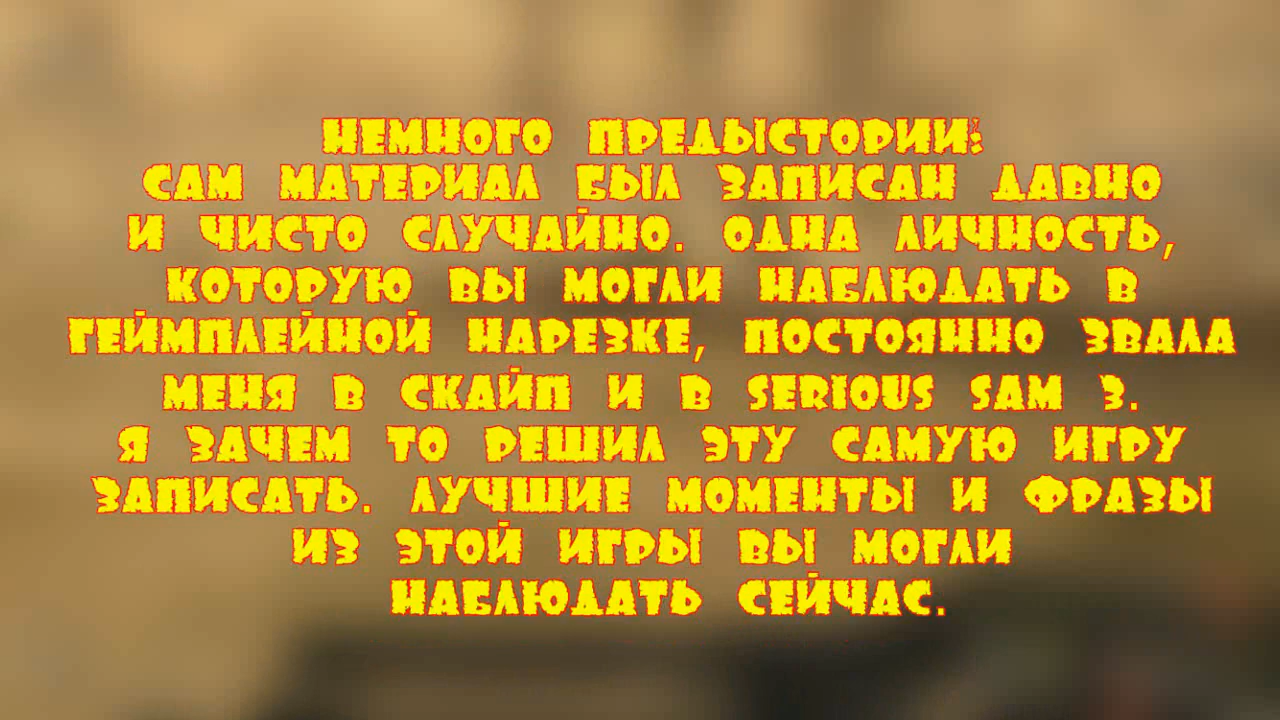 НЕМНОГО ПРЕДЫСТОРИИ:
САМ МАТЕРИАЛ БЫЛ ЗАПИСАН ДАВНО
И ЧИСТО СЛУЧАЙНО. ОДНА ЛИЧНОСТЬ,
КОТОРУЮ ВЫ МОГЛИ НАБЛЮДАТЬ В
ГЕЙМПЛЕЙНОЙ НАРЕЗКЕ, ПОСТОЯННО ЗВАЛА
МЕНЯ В СКАЙП И В SERIOUS SAM 3.
Я ЗАЧЕМ ТО РЕШИЛ ЭТУ САМУЮ ИГРУ
ЗАПИСАТЬ. ЛУЧШИЕ МОМЕНТЫ И ФРАЗЫ
ИЗ ЭТОЙ ИГРЫ ВЫ МОГЛИ
НАБЛЮДАТЬ СЕЙЧАС.